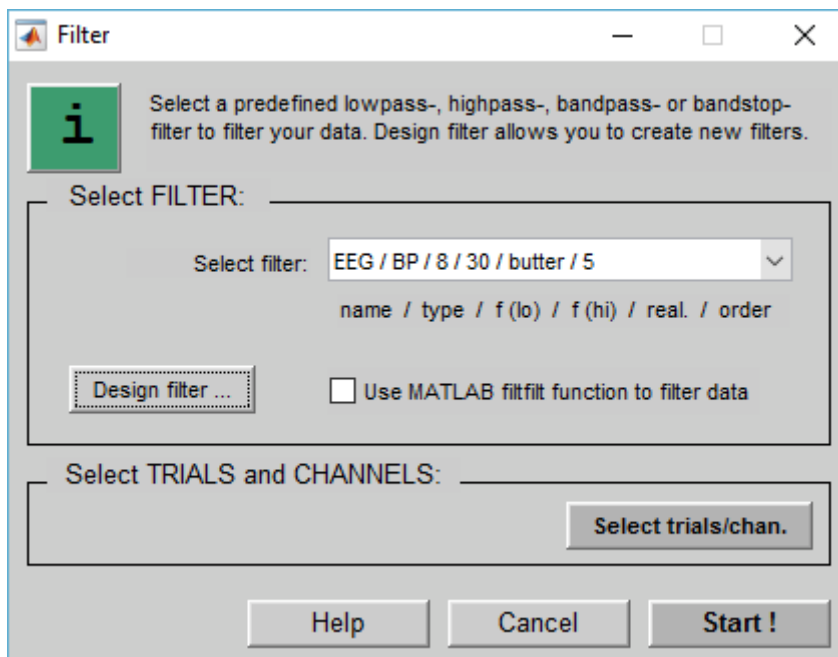 Filter
i
Select a predefined lowpass-, highpass-, bandpass- or bandstop-
filter to filter your data. Design filter allows you to create new filters.
Select FILTER:
Select filter: EEG / BP / 8 / 30 / butter / 5
name / type / f (lo) / f (hi) / real. / order
Design filter ... Use MATLAB filtfilt function to filter data
Select TRIALS and CHANNELS:
Select trials/chan.
Help Cancel Start !